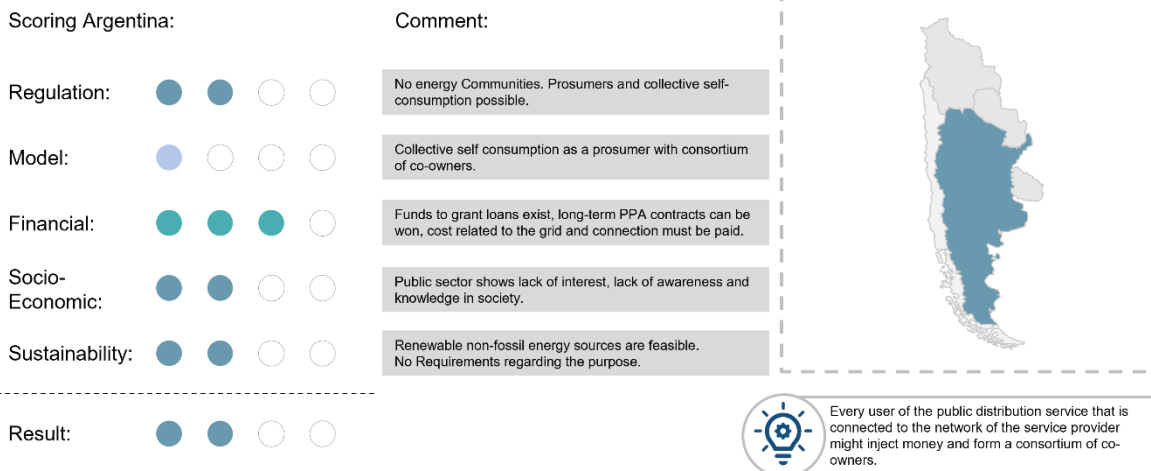 Scoring Argentina:
Comment:
Regulation:
No energy Communities. Prosumers and collective self-
consumption possible.
Model:
Collective self consumption as a prosumer with consortium
of co-owners.
Financial:
Funds to grant loans exist, long-term PPA contracts can be
won, cost related to the grid and connection must be paid.
Socio-
Economic:
Public sector shows lack of interest, lack of awareness and
knowledge in society.
Sustainability:
Renewable non-fossil energy sources are feasible.
No Requirements regarding the purpose.
Result:
Every user of the public distribution service that is
connected to the network of the service provider
might inject money and form a consortium of co-
owners.